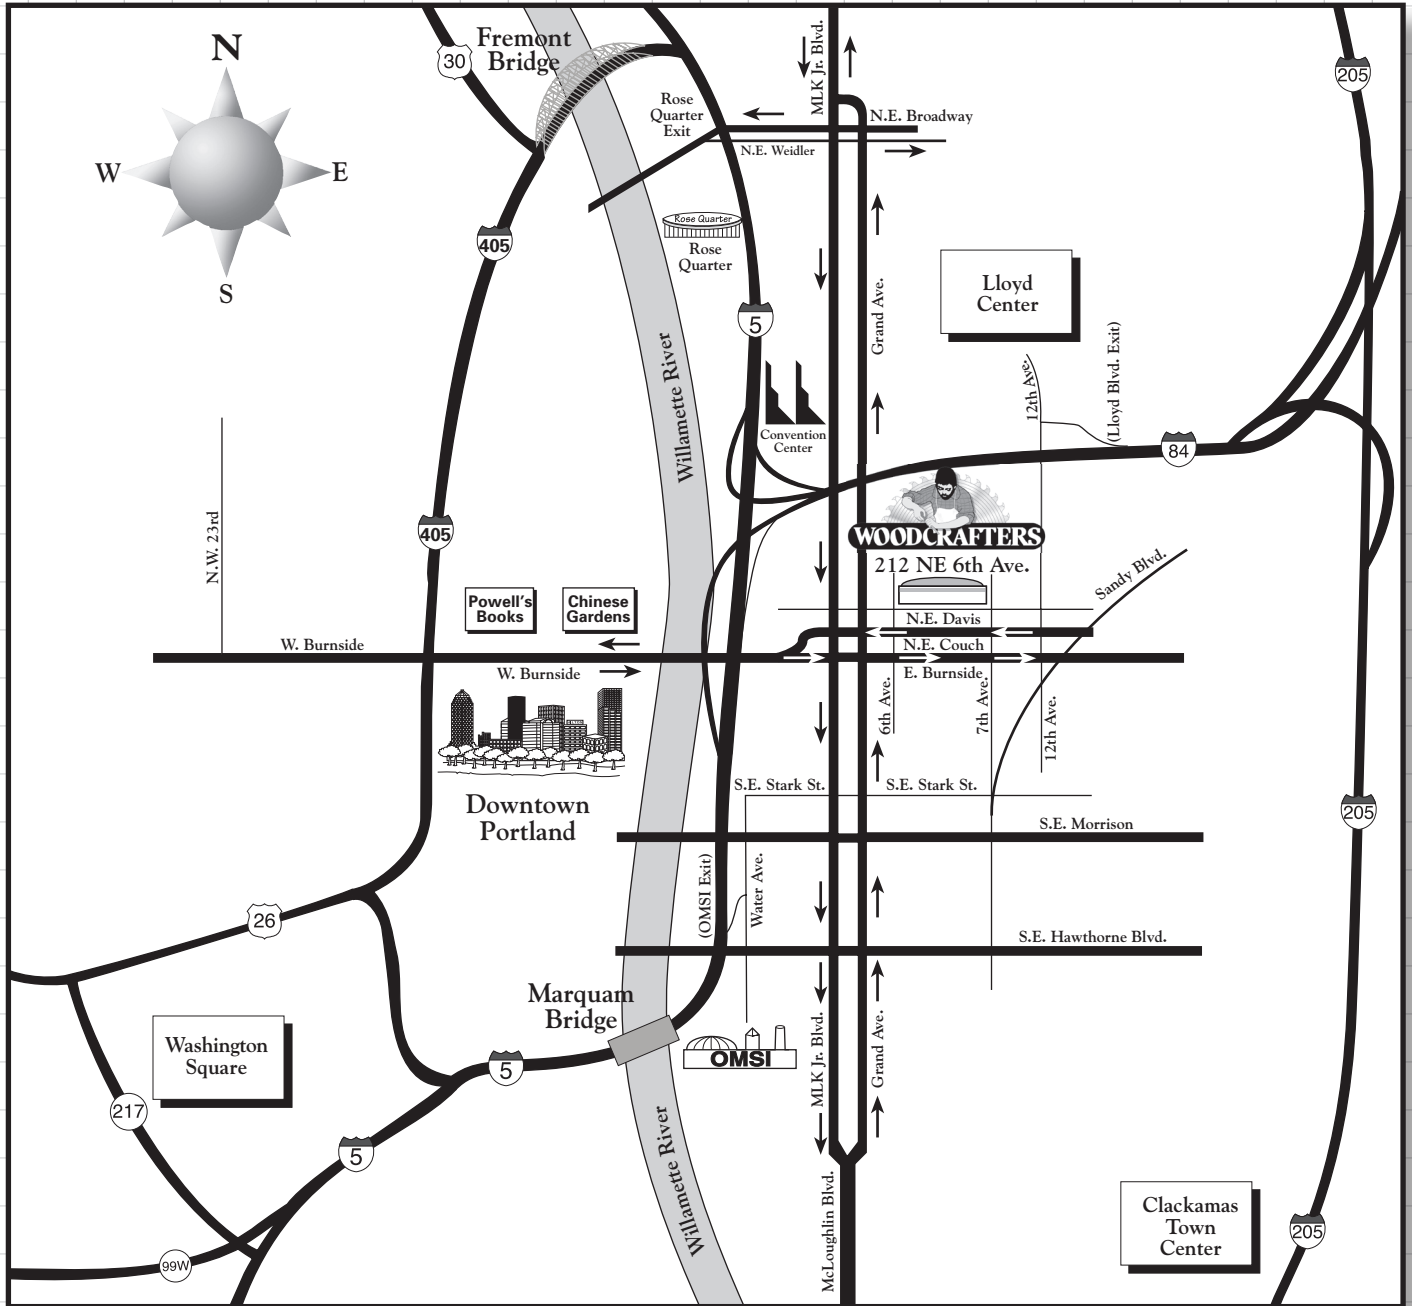 N
W
E
S
Fremont
Bridge
30
MLK Jr. Blvd.
205
Rose
Quarter
Exit
N.E. Broadway
N.E. Weidler
405
Rose Quarter
Rose
Quarter
5
Grand Ave.
Lloyd
Center
Willamette River
12th Ave.
(Lloyd Blvd. Exit)
Convention
Center
84
405
N.W. 23rd
WOODCRAFTERS
212 NE 6th Ave.
Sandy Blvd.
Powell's
Books
Chinese
Gardens
N.E. Davis
W. Burnside
N.E. Couch
W. Burnside
E. Burnside
6th Ave.
7th Ave.
12th Ave.
S.E. Stark St.
S.E. Stark St.
Downtown
Portland
S.E. Morrison
205
(OMSI Exit)
Water Ave.
26
S.E. Hawthorne Blvd.
Marquam
Bridge
Washington
Square
5
OMSI
MLK Jr. Blvd.
Grand Ave.
217
5
Willamette River
McLoughlin Blvd.
Clackamas
Town
Center
205
99W